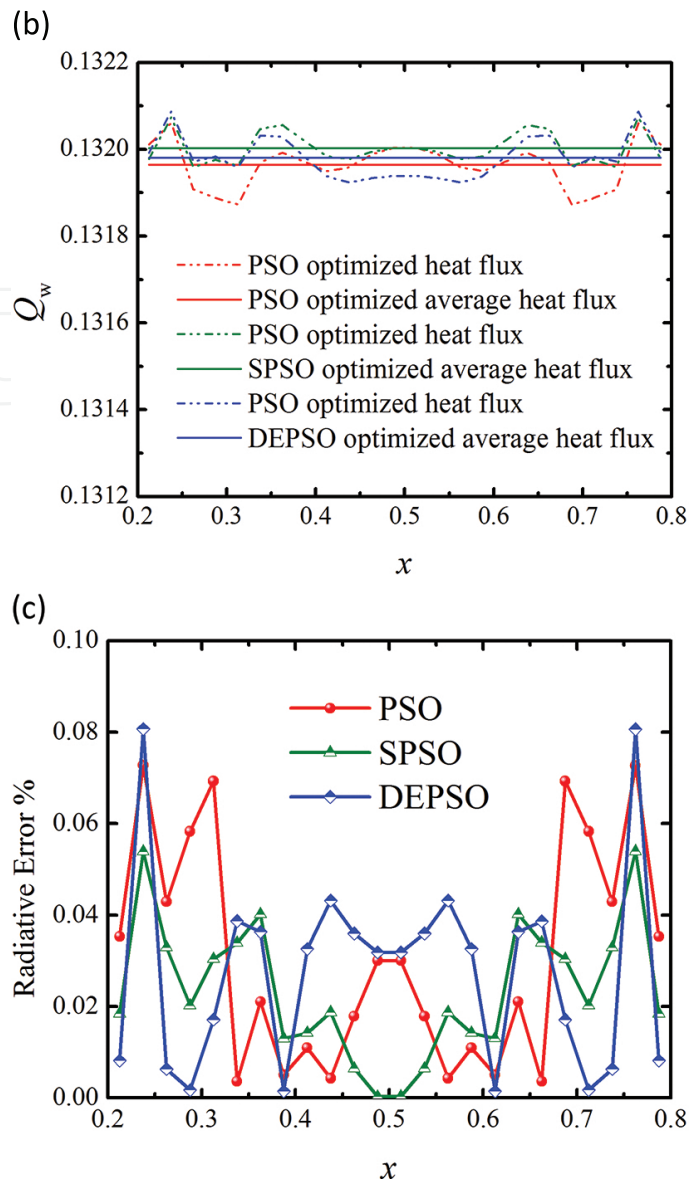 (b)
0.1322
0.1320
0.1318
0.1316
0.1314
0.1312
Qw
PSO optimized heat flux
PSO optimized average heat flux
PSO optimized heat flux
SPSO optimized average heat flux
PSO optimized heat flux
DEPSO optimized average heat flux
0.2 0.3 0.4 0.5 0.6 0.7 0.8
x
(c)
0.10
0.08
0.06
0.04
0.02
0.00
Radiative Error %
PSO
SPSO
DEPSO
0.2 0.3 0.4 0.5 0.6 0.7 0.8
x